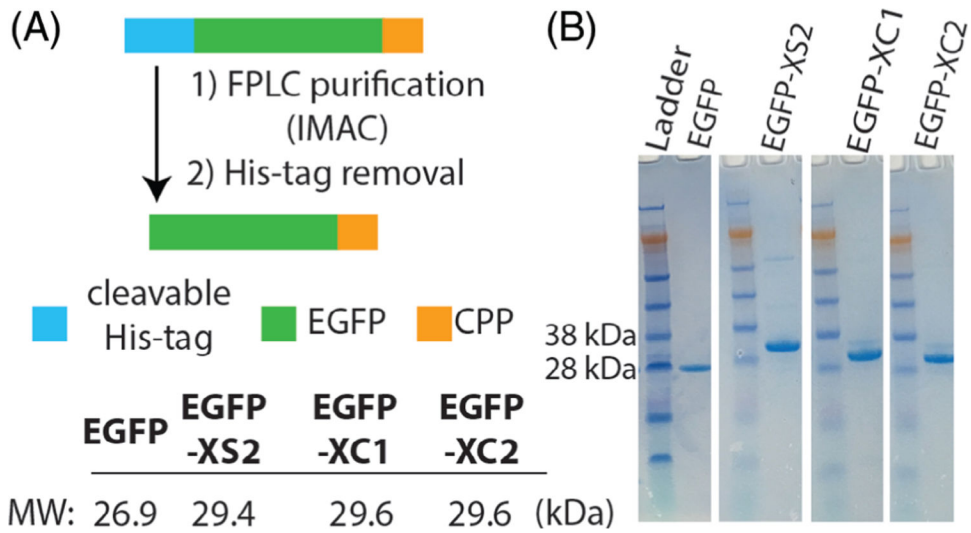 (A)
1) FPLC purification
(IMAC)
2) His-tag removal
cleavable
His-tag
EGFP
CPP
EGFP EGFP-XS2 EGFP-XC1 EGFP-XC2
MW: 26.9 29.4 29.6 29.6 (kDa)
(B)
Ladder
EGFP
EGFP-XS2
EGFP-XC1
EGFP-XC2
38 kDa
28 kDa